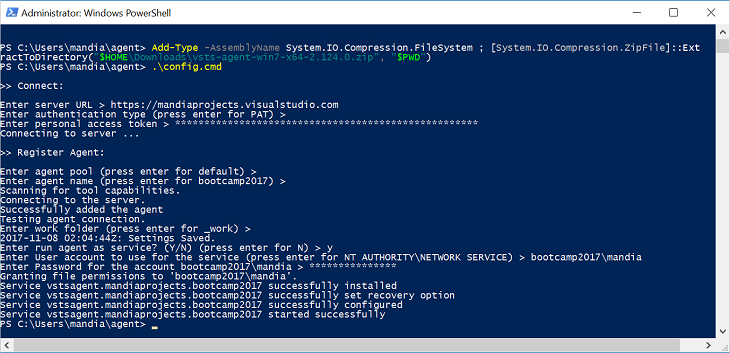 Administrator: Windows PowerShell
PS C:\Users\mandia\agent> Add-Type -AssemblyName System.IO.Compression.FileSystem ; [System.IO.Compression.ZipFile]::Ext
ractToDirectory("$HOME\Downloads\vsts-agent-win7-x64-2.124.0.zip", "$PWD")
PS C:\Users\mandia\agent> .\config.cmd
>> Connect:
Enter server URL > https://mandiaprojects.visualstudio.com
Enter authentication type (press enter for PAT) >
Enter personal access token > ****************************************************
Connecting to server ...
>> Register Agent:
Enter agent pool (press enter for default) >
Enter agent name (press enter for bootcamp2017) >
Scanning for tool capabilities.
Connecting to the server.
Successfully added the agent
Testing agent connection.
Enter work folder (press enter for _work) >
2017-11-08 02:04:44Z: Settings Saved.
Enter run agent as service? (Y/N) (press enter for N) > y
Enter User account to use for the service (press enter for NT AUTHORITY\NETWORK SERVICE) > bootcamp2017\mandia
Enter Password for the account bootcamp2017\mandia > ***************
Granting file permissions to 'bootcamp2017\mandia'.
Service vstsagent.mandiaprojects.bootcamp2017 successfully installed
Service vstsagent.mandiaprojects.bootcamp2017 successfully set recovery option
Service vstsagent.mandiaprojects.bootcamp2017 successfully configured
Service vstsagent.mandiaprojects.bootcamp2017 started successfully
PS C:\Users\mandia\agent> _